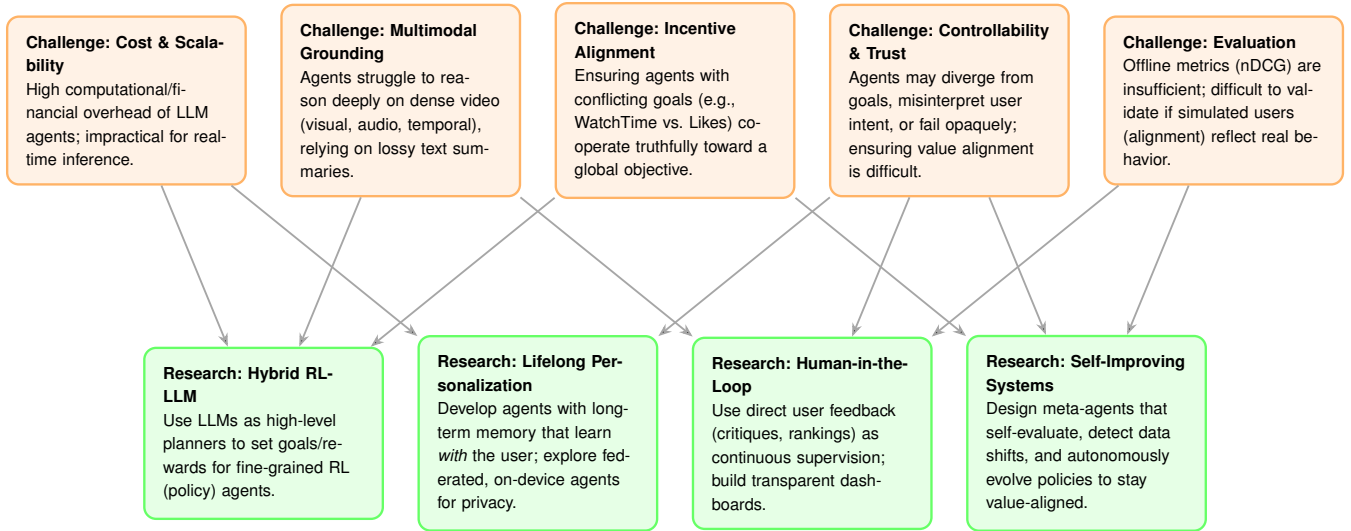 Challenge: Cost & Scala-
bility
High computational/fi-
nancial overhead of LLM
agents; impractical for real-
time inference.
Challenge: Multimodal
Grounding
Agents struggle to rea-
son deeply on dense video
(visual, audio, temporal),
relying on lossy text sum-
maries.
Challenge: Incentive
Alignment
Ensuring agents with
conflicting goals (e.g.,
WatchTime vs. Likes) co-
operate truthfully toward a
global objective.
Challenge: Controllability
& Trust
Agents may diverge from
goals, misinterpret user
intent, or fail opaquely;
ensuring value alignment
is difficult.
Challenge: Evaluation
Offline metrics (nDCG) are
insufficient; difficult to val-
idate if simulated users
(alignment) reflect real be-
havior.
Research: Hybrid RL-
LLM
Use LLMs as high-level
planners to set goals/re-
wards for fine-grained RL
(policy) agents.
Research: Lifelong Per-
sonalization
Develop agents with long-
term memory that learn
with the user; explore fed-
erated, on-device agents
for privacy.
Research: Human-in-the-
Loop
Use direct user feedback
(critiques, rankings) as
continuous supervision;
build transparent dash-
boards.
Research: Self-Improving
Systems
Design meta-agents that
self-evaluate, detect data
shifts, and autonomously
evolve policies to stay
value-aligned.